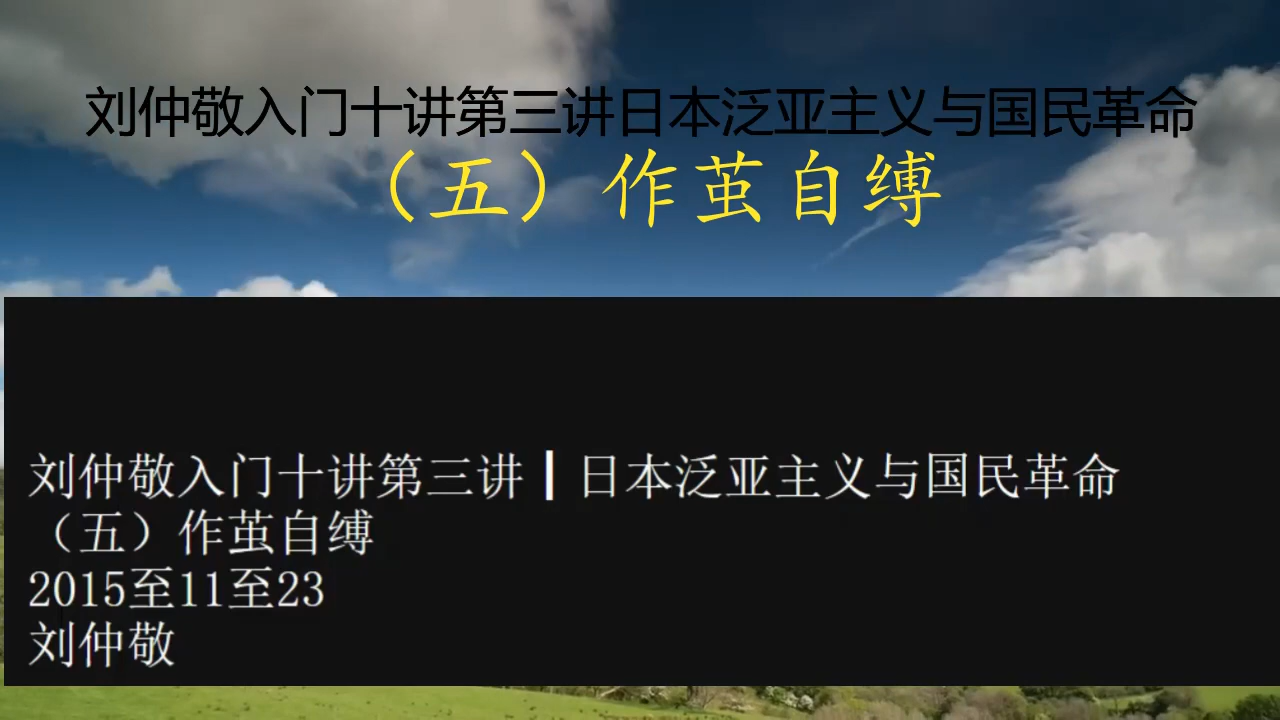 刘仲敬入门十讲第三讲日本泛亚主义与国民革命
（五）作茧自缚
刘仲敬入门十讲第三讲┃日本泛亚主义与国民革命
（五）作茧自缚
2015至11至23
刘仲敬